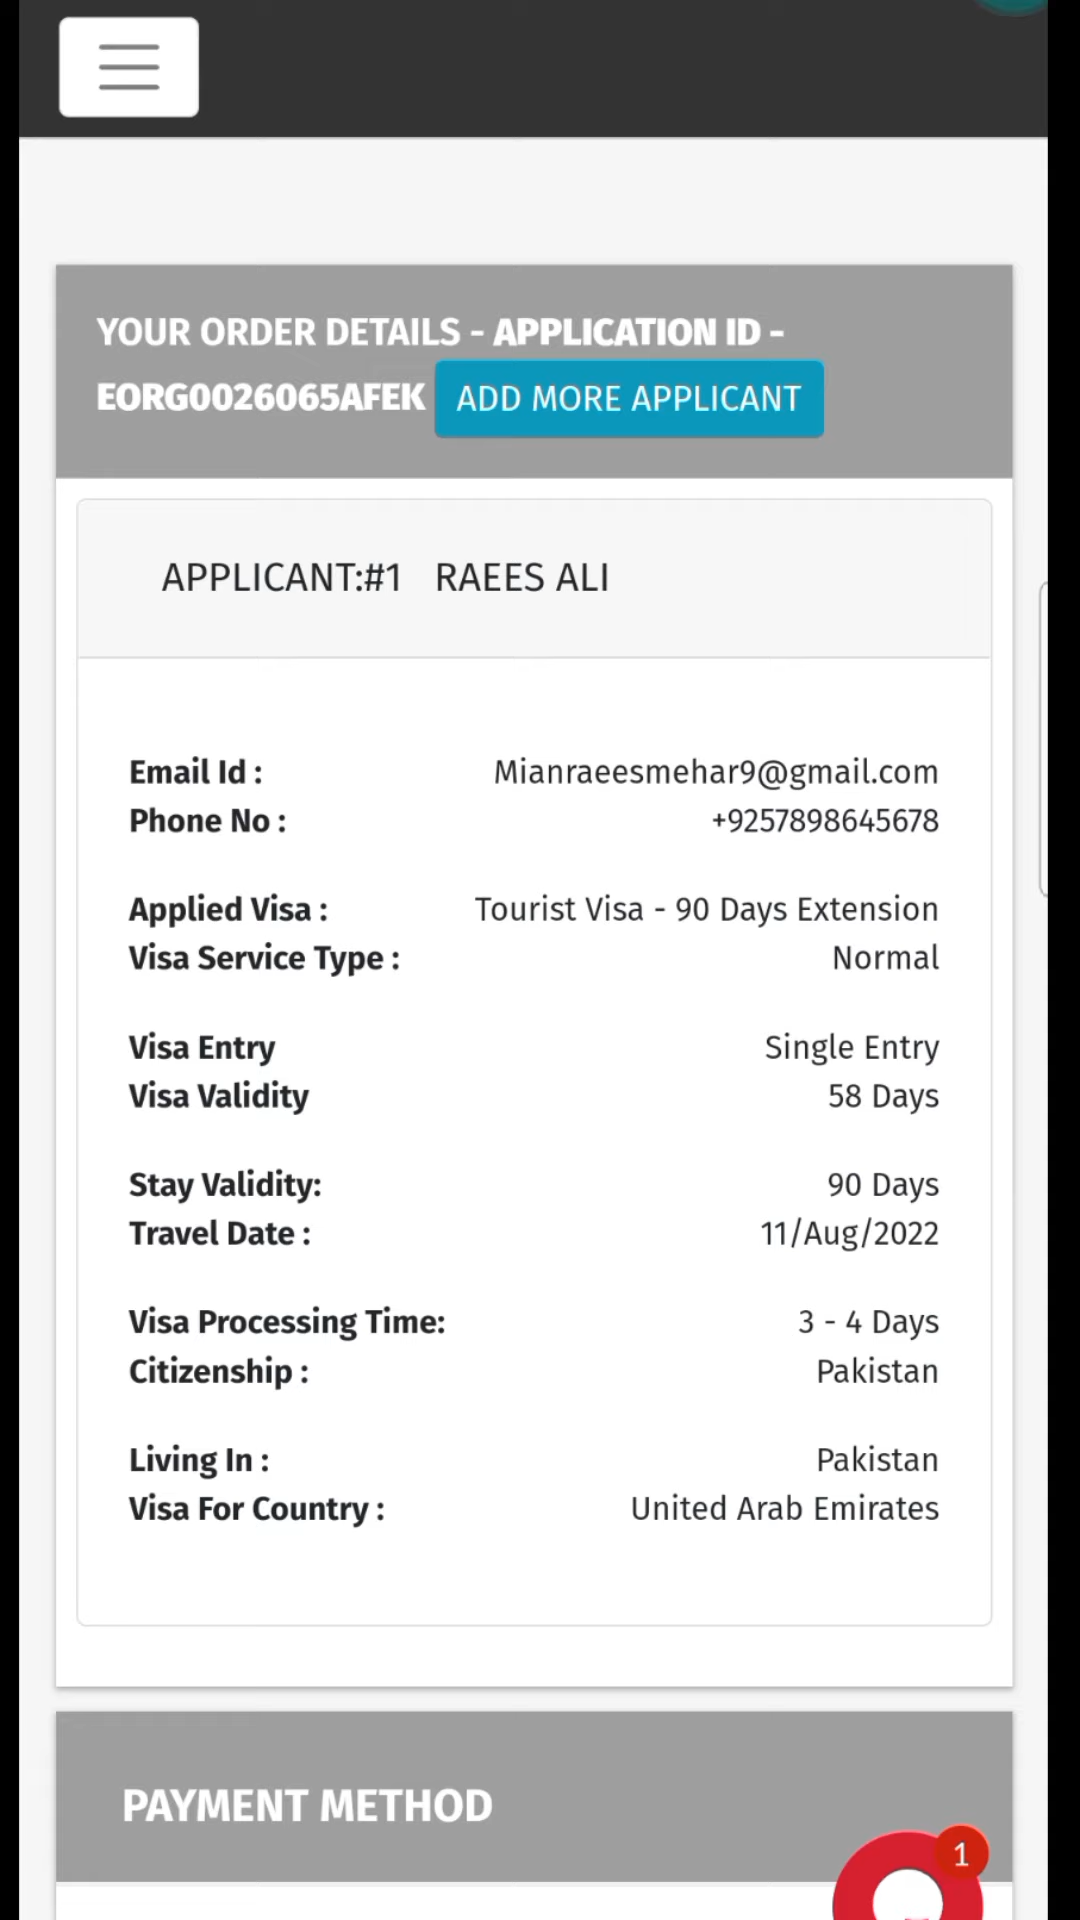 YOUR ORDER DETAILS - APPLICATION ID -
EORG0026065AFEK ADD MORE APPLICANT
APPLICANT:#1 RAEES ALI
Email Id : Mianraeesmehar9@gmail.com
Phone No : +9257898645678
Applied Visa : Tourist Visa - 90 Days Extension
Visa Service Type : Normal
Visa Entry Single Entry
Visa Validity 58 Days
Stay Validity: 90 Days
Travel Date : 11/Aug/2022
Visa Processing Time: 3 - 4 Days
Citizenship : Pakistan
Living In : Pakistan
Visa For Country : United Arab Emirates
PAYMENT METHOD
1